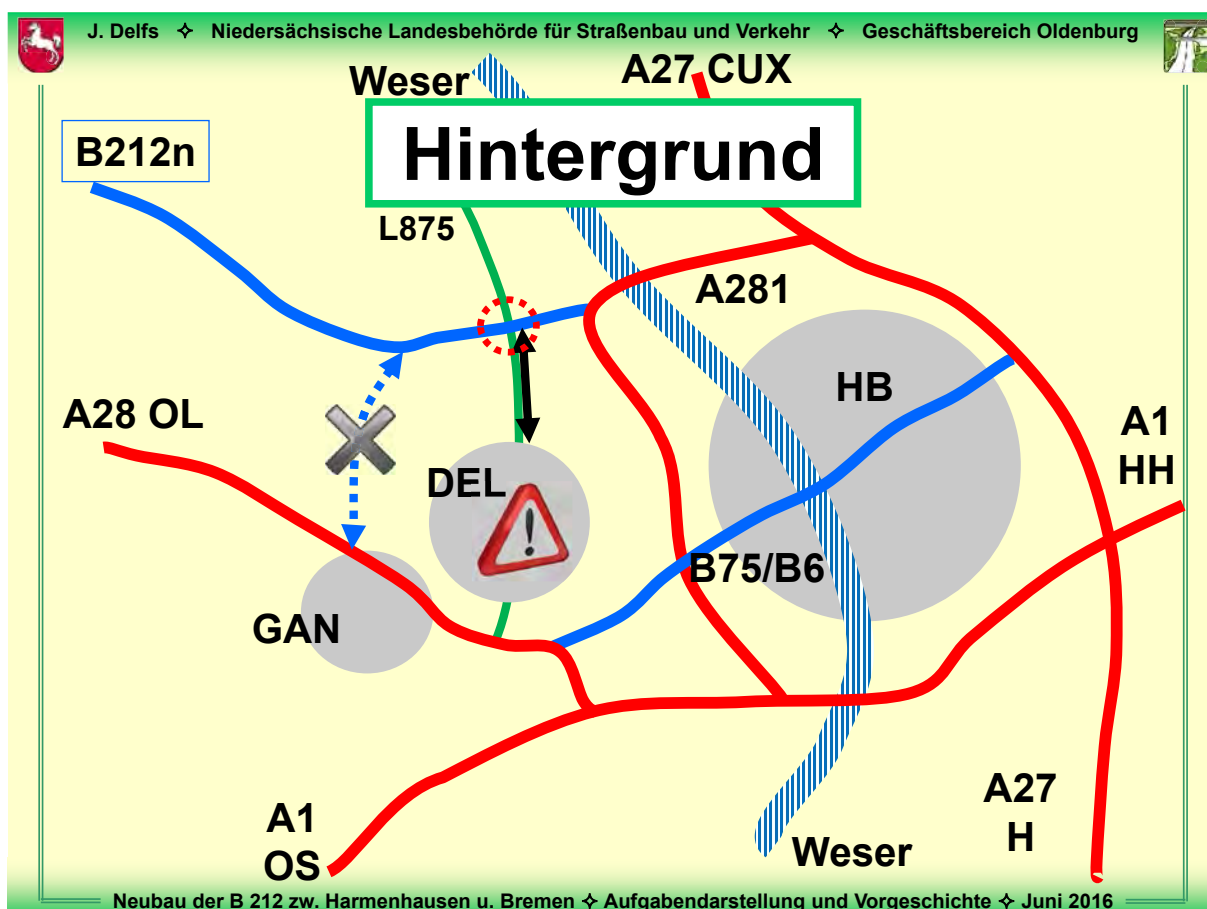 J. Delfs ✧ Niedersächsische Landesbehörde für Straßenbau und Verkehr ✧ Geschäftsbereich Oldenburg
Weser
A27 CUX
Hintergrund
B212n
L875
A281
HB
A28 OL
A1
HH
DEL
B75/B6
GAN
A27
H
A1
OS
Weser
Neubau der B 212 zw. Harmenhausen u. Bremen ✧ Aufgabendarstellung und Vorgeschichte ✧ Juni 2016